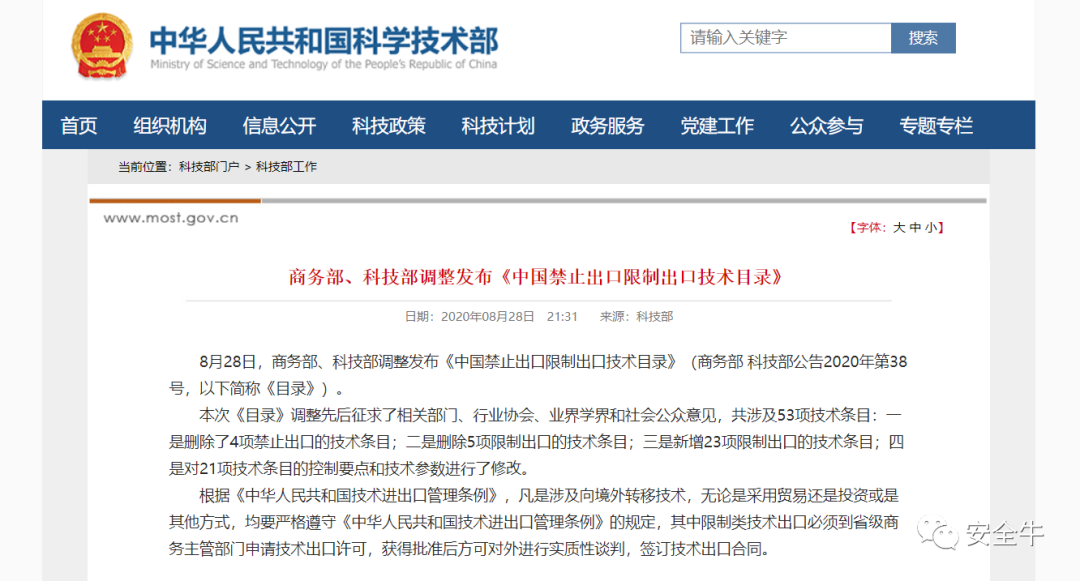 中华人民共和国科学技术部
Ministry of Science and Technology of the People's Republic of China
请输入关键字
搜索
首页 组织机构 信息公开 科技政策 科技计划 政务服务 党建工作 公众参与 专题专栏
当前位置：科技部门户 > 科技部工作
www.most.gov.cn
【字体：大 中 小】
商务部、科技部调整发布《中国禁止出口限制出口技术目录》
日期：2020年08月28日 21:31 来源：科技部
8月28日，商务部、科技部调整发布《中国禁止出口限制出口技术目录》（商务部 科技部公告2020年第38
号，以下简称《目录》）。
本次《目录》调整先后征求了相关部门、行业协会、业界学界和社会公众意见，共涉及53项技术条目：一
是删除了4项禁止出口的技术条目；二是删除5项限制出口的技术条目；三是新增23项限制出口的技术条目；四
是对21项技术条目的控制要点和技术参数进行了修改。
根据《中华人民共和国技术进出口管理条例》，凡是涉及向境外转移技术，无论是采用贸易还是投资或是
其他方式，均要严格遵守《中华人民共和国技术进出口管理条例》的规定，其中限制类技术出口必须到省级商
务主管部门申请技术出口许可，获得批准后方可对外进行实质性谈判，签订技术出口合同。
安全牛